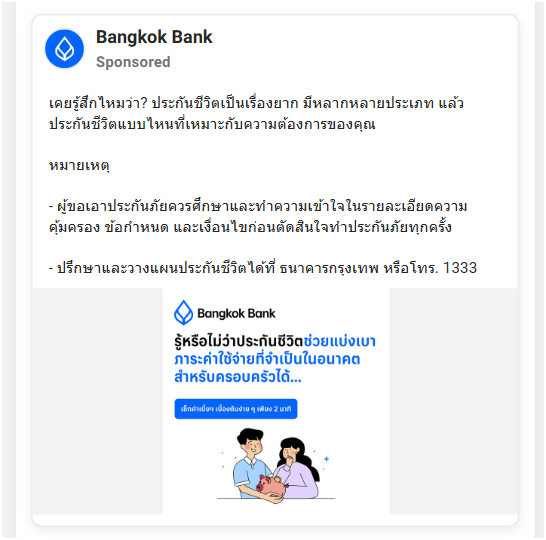 Bangkok Bank
Sponsored
เคยรู้สึกไหมว่า? ประกันชีวิตเป็นเรื่องยาก มีหลากหลายประเภท แล้ว
ประกันชีวิตแบบไหนที่เหมาะกับความต้องการของคุณ
หมายเหตุ
- ผู้ขอเอาประกันภัยควรศึกษาและทำความเข้าใจในรายละเอียดความ
คุ้มครอง ข้อกำหนด และเงื่อนไขก่อนตัดสินใจทำประกันภัยทุกครั้ง
- ปรึกษาและวางแผนประกันชีวิตได้ที่ ธนาคารกรุงเทพ หรือโทร. 1333
Bangkok Bank
รู้หรือไม่ว่าประกันชีวิตช่วยแบ่งเบา
ภาระค่าใช้จ่ายที่จำเป็นในอนาคต
สำหรับครอบครัวได้...
เช็กค่าเบี้ยฯ เบื้องต้นง่าย ๆ เพียง 2 นาที